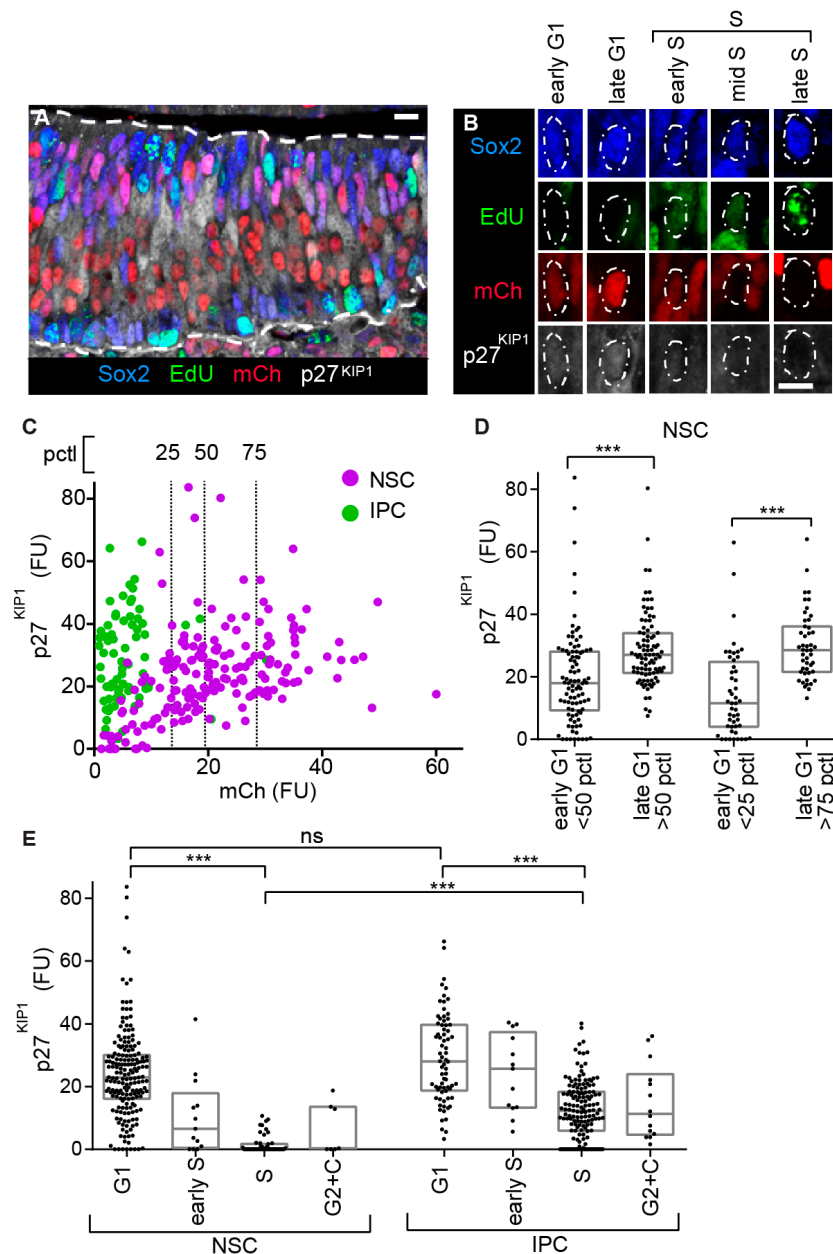 S
early G1
late G1
early S
mid S
late S
A
B
Sox2
EdU
mCh
p27KIP1
Sox2 EdU mCh p27KIP1
C
pctl 25 50 75
NSC
IPC
80
60
40
20
0
p27KIP1 (FU)
0 20 40 60
mCh (FU)
D
NSC
***
***
80
60
40
20
0
p27KIP1 (FU)
early G1 <50 pctl
late G1 >50 pctl
early G1 <25 pctl
late G1 >75 pctl
E
ns
***
***
***
80
60
40
20
0
p27KIP1 (FU)
G1
early S
S
G2+C
G1
early S
S
G2+C
NSC
IPC